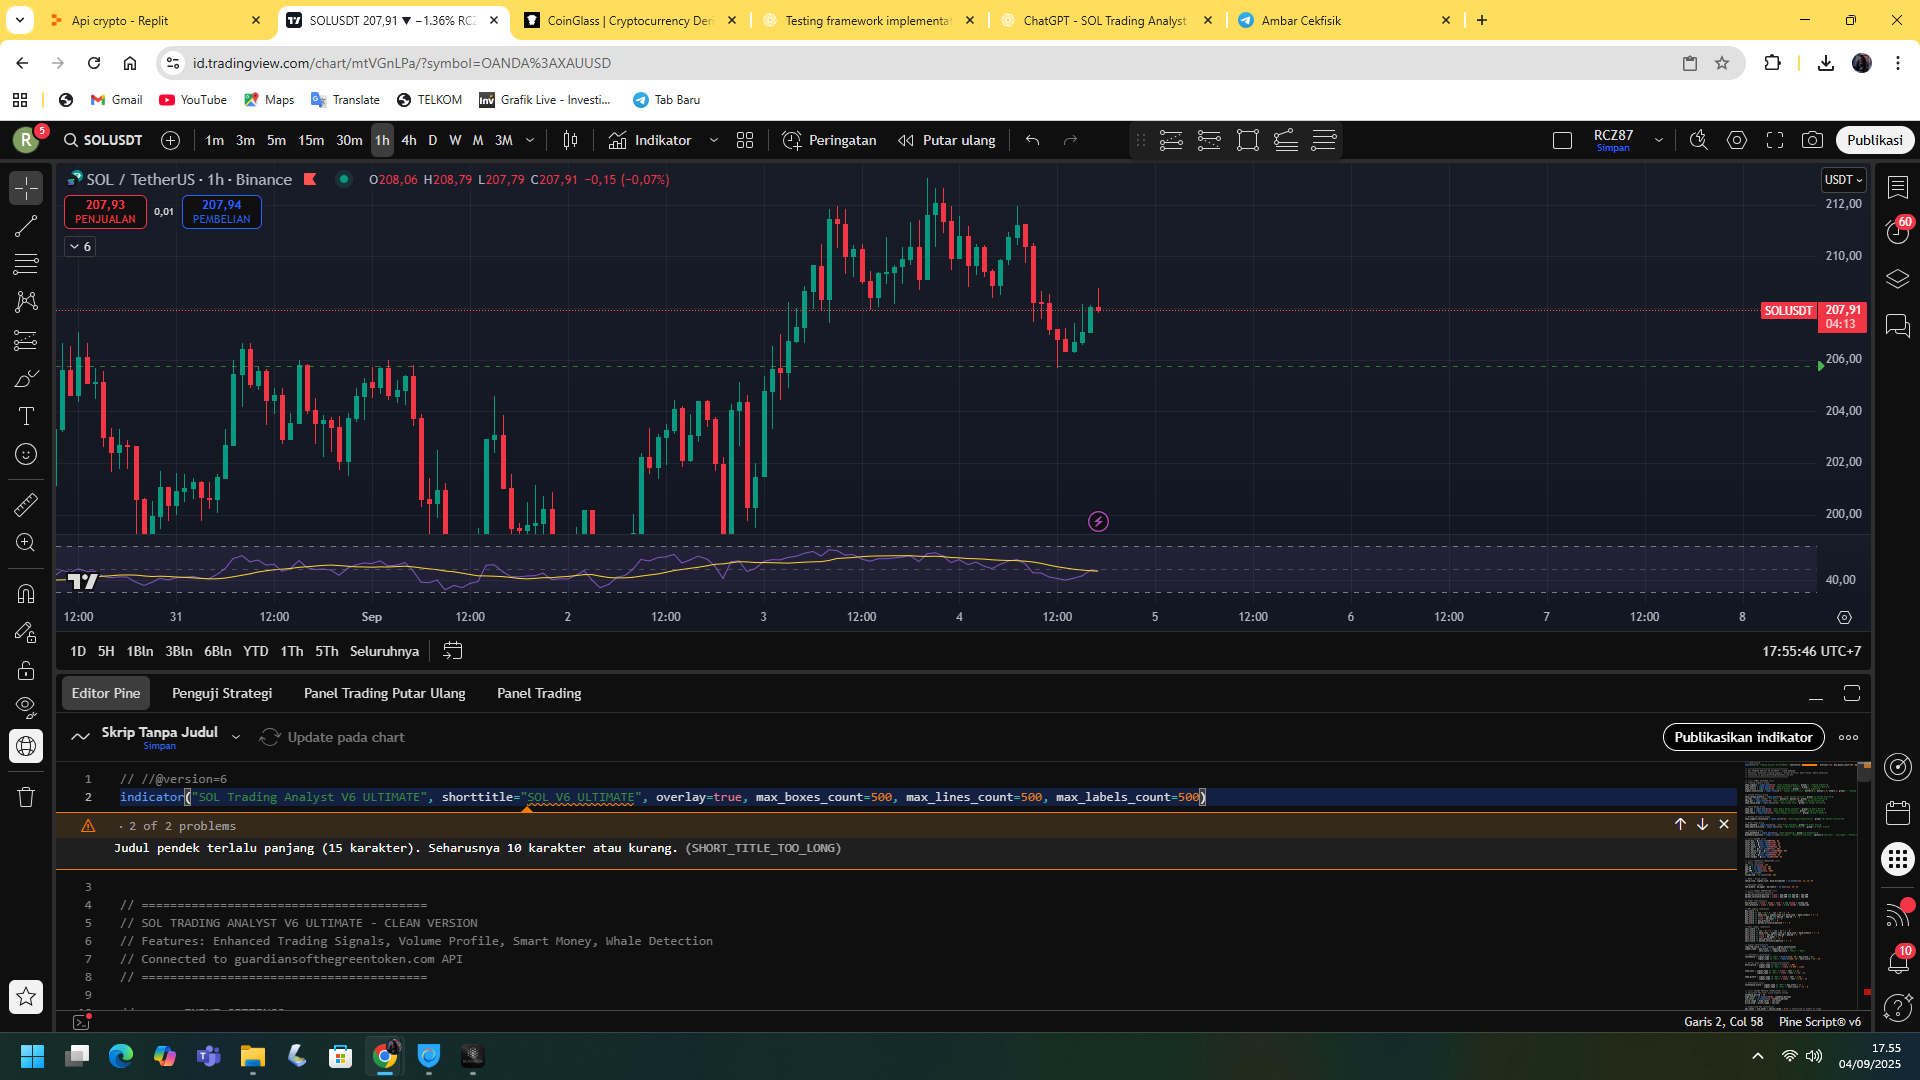 Api crypto - Replit
SOLUSDT 207,91 ▼ −1.36% RCZ
CoinGlass | Cryptocurrency Deri
Testing framework implementat
ChatGPT - SOL Trading Analyst
Ambar Cekfisik
id.tradingview.com/chart/mtVGnLPa/?symbol=OANDA%3AXAUUSD
Gmail
YouTube
Maps
Translate
TELKOM
Inv
Grafik Live - Investi...
Tab Baru
R
5
SOLUSDT
1m
3m
5m
15m
30m
1h
4h
D
W
M
3M
Indikator
Peringatan
Putar ulang
RCZ87
Simpan
Publikasi
SOL / TetherUS · 1h · Binance
O208,06 H208,79 L207,79 C207,91 −0,15 (−0,07%)
USDT
207,93
PENJUALAN
0,01
207,94
PEMBELIAN
6
212,00
210,00
SOLUSDT
207,91
04:13
206,00
204,00
202,00
200,00
40,00
60
12:00
31
12:00
Sep
12:00
2
12:00
3
12:00
4
12:00
5
12:00
6
12:00
7
12:00
8
1D
5H
1Bln
3Bln
6Bln
YTD
1Th
5Th
Seluruhnya
17:55:46 UTC+7
Editor Pine
Penguji Strategi
Panel Trading Putar Ulang
Panel Trading
Skrip Tanpa Judul
Simpan
Update pada chart
Publikasikan indikator
1 // //@version=6
2 indicator("SOL Trading Analyst V6 ULTIMATE", shorttitle="SOL V6 ULTIMATE", overlay=true, max_boxes_count=500, max_lines_count=500, max_labels_count=500)
· 2 of 2 problems
Judul pendek terlalu panjang (15 karakter). Seharusnya 10 karakter atau kurang. (SHORT_TITLE_TOO_LONG)
3
4 // ========================================
5 // SOL TRADING ANALYST V6 ULTIMATE - CLEAN VERSION
6 // Features: Enhanced Trading Signals, Volume Profile, Smart Money, Whale Detection
7 // Connected to guardiansofthegreentoken.com API
8 // ========================================
9
10
Garis 2, Col 58
Pine Script® v6
17.55
04/09/2025